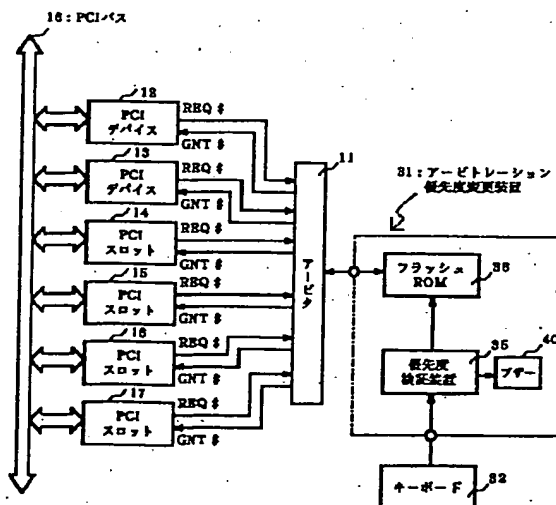 16:PCIバス
12
PCI
デバイス
REQ $
GNT $
13
PCI
デバイス
REQ $
GNT $
14
PCI
スロット
REQ $
GNT $
15
PCI
スロット
REQ $
GNT $
16
PCI
スロット
REQ $
GNT $
17
PCI
スロット
REQ $
GNT $
11
アービタ
31:アービトレーション
優先度変更装置
フラッシュ
ROM
36
優先度
検証装置
35
ブザー
40
キーボード
32